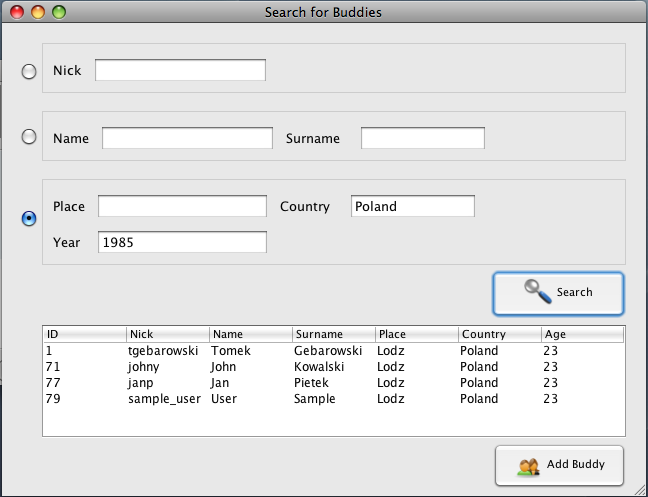 Search for Buddies
Nick
Name Surname
Place Country Poland
Year 1985
Search
ID Nick Name Surname Place Country Age
1 tgebarowski Tomek Gebarowski Lodz Poland 23
71 johny John Kowalski Lodz Poland 23
77 janp Jan Pietek Lodz Poland 23
79 sample_user User Sample Lodz Poland 23
Add Buddy